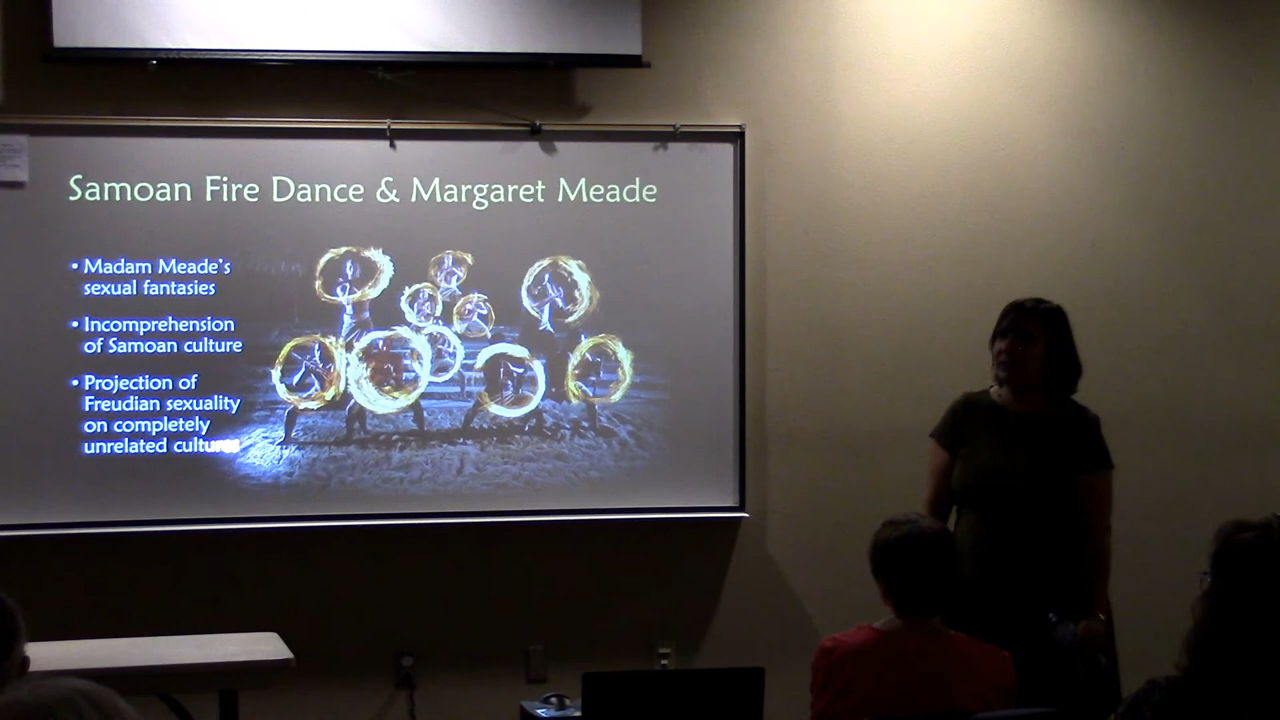 Samoan Fire Dance & Margaret Meade
• Madam Meade's
sexual fantasies
• Incomprehension
of Samoan culture
• Projection of
Freudian sexuality
on completely
unrelated cultures